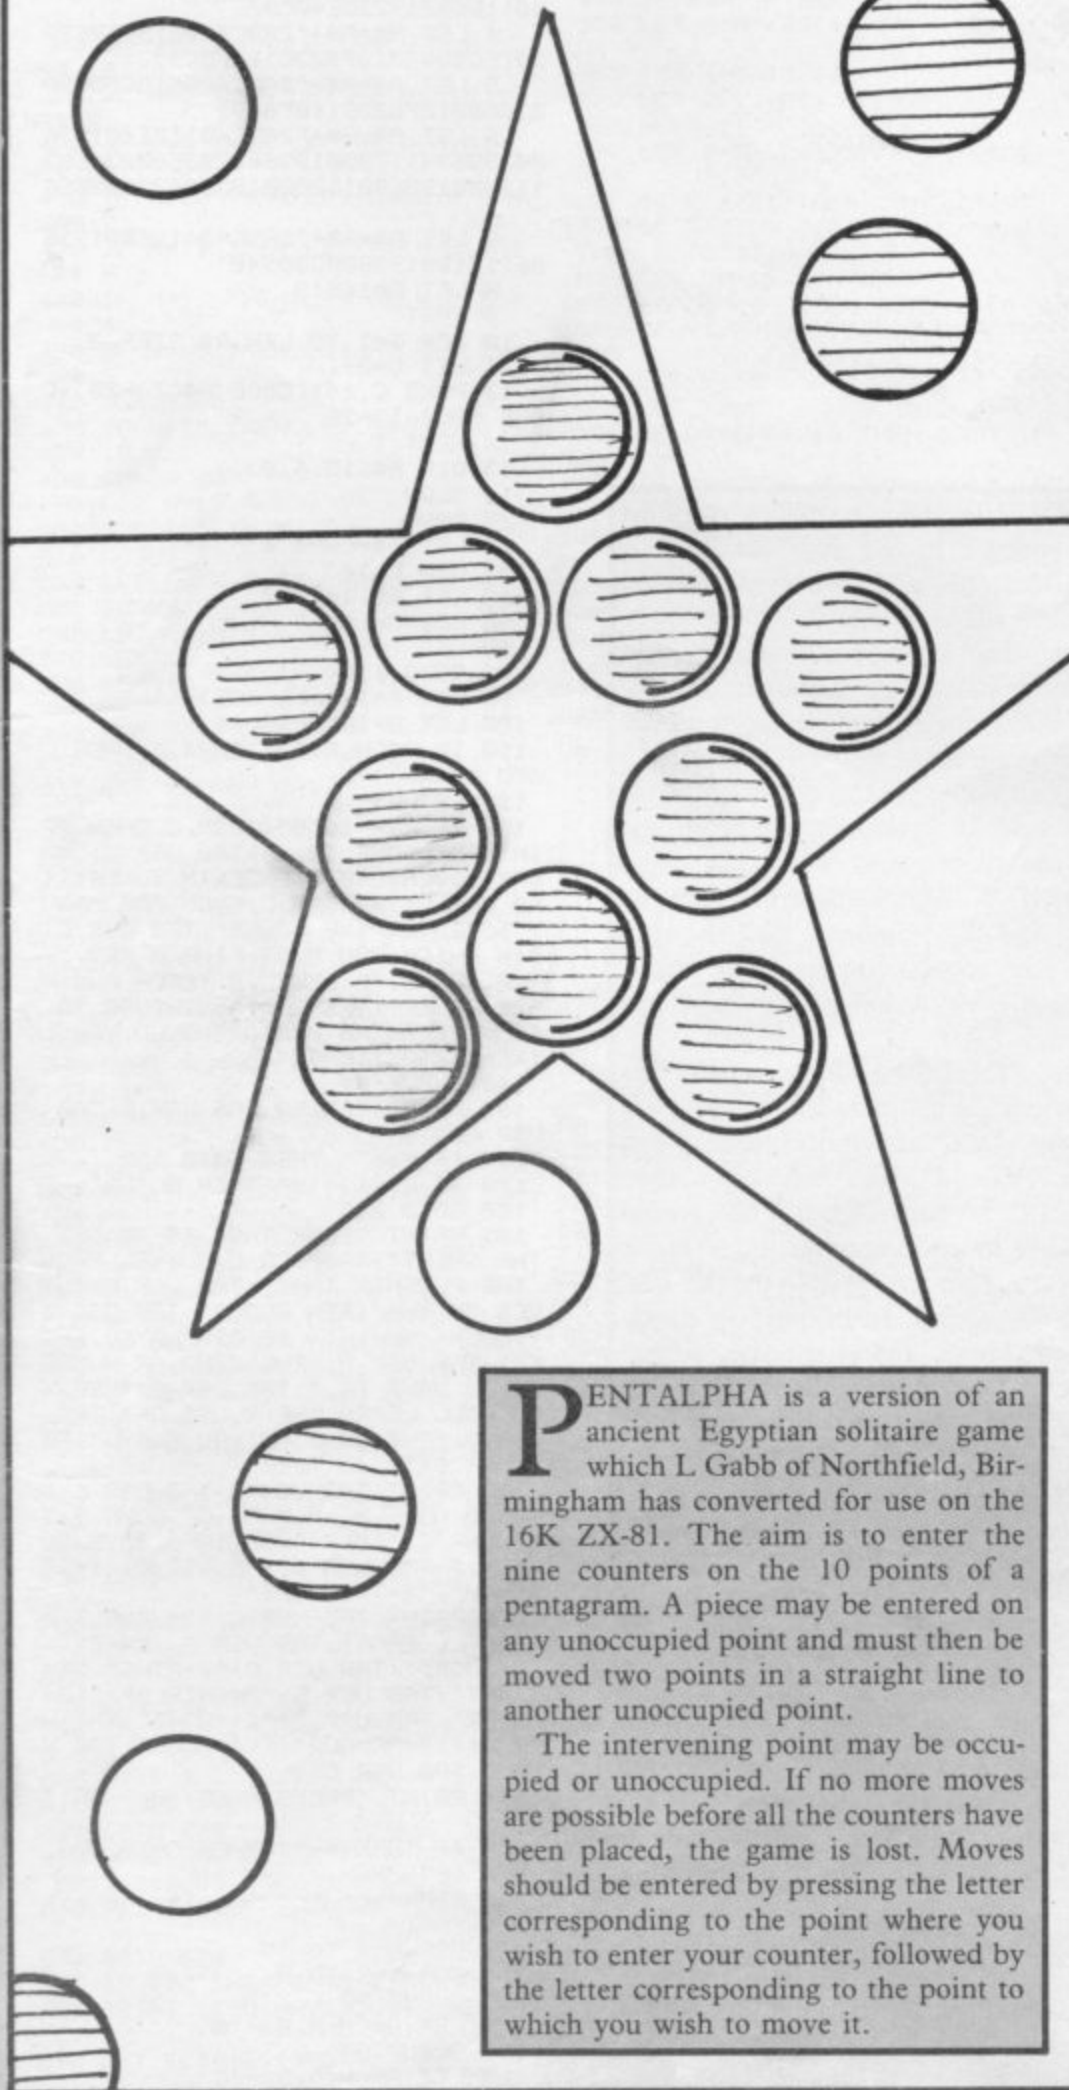 PENTALPHA is a version of an
ancient Egyptian solitaire game
which L Gabb of Northfield, Bir-
mingham has converted for use on the
16K ZX-81. The aim is to enter the
nine counters on the 10 points of a
pentagram. A piece may be entered on
any unoccupied point and must then be
moved two points in a straight line to
another unoccupied point.
The intervening point may be occu-
pied or unoccupied. If no more moves
are possible before all the counters have
been placed, the game is lost. Moves
should be entered by pressing the letter
corresponding to the point where you
wish to enter your counter, followed by
the letter corresponding to the point to
which you wish to move it.